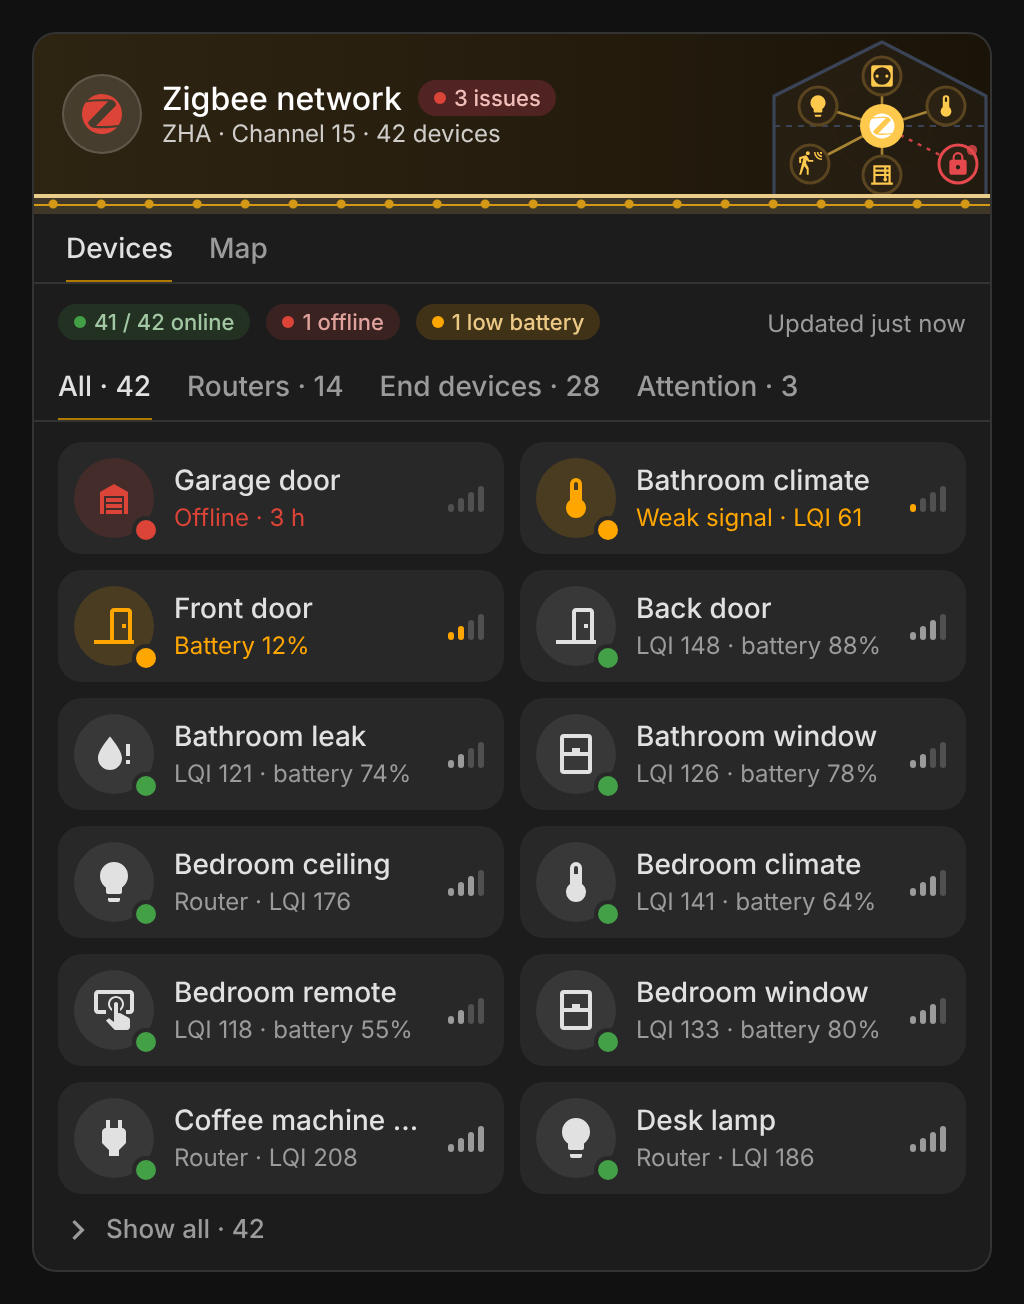 Zigbee network
3 issues
ZHA · Channel 15 · 42 devices
Devices
Map
41 / 42 online
1 offline
1 low battery
Updated just now
All · 42
Routers · 14
End devices · 28
Attention · 3
Garage door
Offline · 3 h
Bathroom climate
Weak signal · LQI 61
Front door
Battery 12%
Back door
LQI 148 · battery 88%
Bathroom leak
LQI 121 · battery 74%
Bathroom window
LQI 126 · battery 78%
Bedroom ceiling
Router · LQI 176
Bedroom climate
LQI 141 · battery 64%
Bedroom remote
LQI 118 · battery 55%
Bedroom window
LQI 133 · battery 80%
Coffee machine ...
Router · LQI 208
Desk lamp
Router · LQI 186
Show all · 42